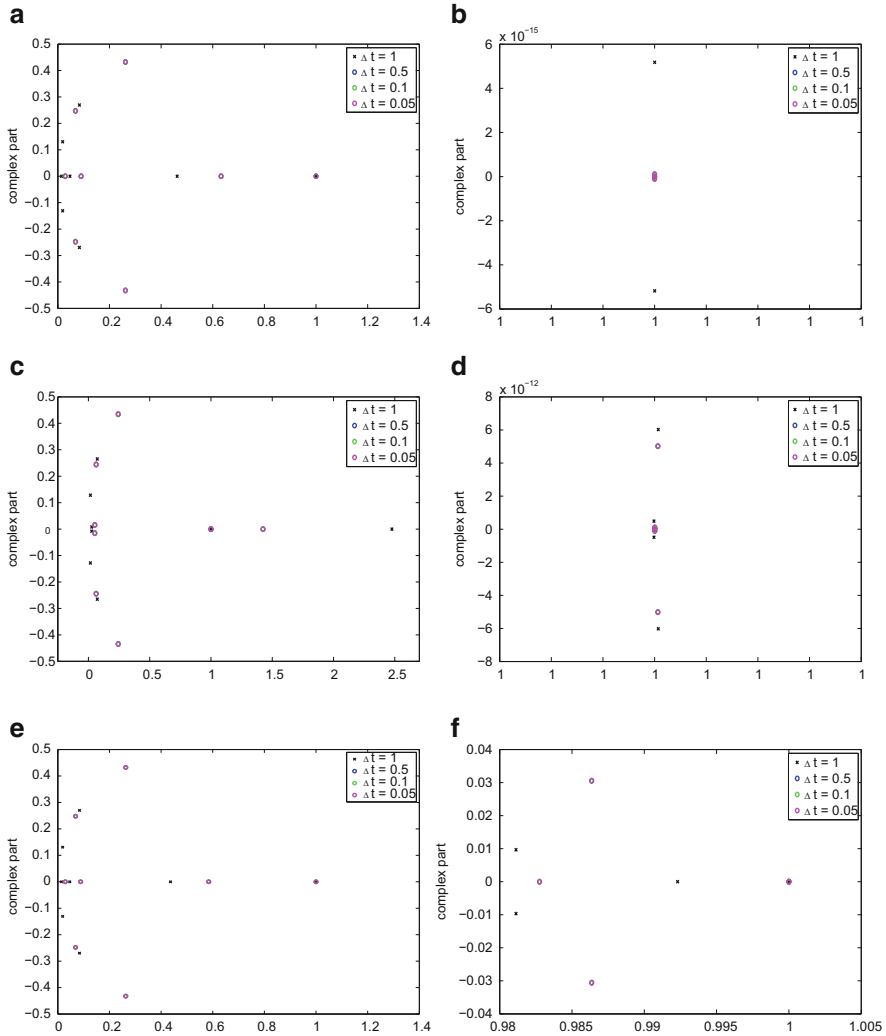 a
0.5
0.4
0.3
0.2
0.1
0
−0.1
−0.2
−0.3
−0.4
−0.5
complex part
0 0.2 0.4 0.6 0.8 1 1.2 1.4
Δ t = 1
Δ t = 0.5
Δ t = 0.1
Δ t = 0.05
b
x 10⁻¹⁵
6
4
2
0
−2
−4
−6
complex part
1 1 1 1 1 1 1 1
Δ t = 1
Δ t = 0.5
Δ t = 0.1
Δ t = 0.05
c
0.5
0.4
0.3
0.2
0.1
0
−0.1
−0.2
−0.3
−0.4
−0.5
complex part
0 0.5 1 1.5 2 2.5
Δ t = 1
Δ t = 0.5
Δ t = 0.1
Δ t = 0.05
d
x 10⁻¹²
8
6
4
2
0
−2
−4
−6
−8
complex part
1 1 1 1 1 1 1 1
Δ t = 1
Δ t = 0.5
Δ t = 0.1
Δ t = 0.05
e
0.5
0.4
0.3
0.2
0.1
0
−0.1
−0.2
−0.3
−0.4
−0.5
complex part
0 0.2 0.4 0.6 0.8 1 1.2 1.4
Δ t = 1
Δ t = 0.5
Δ t = 0.1
Δ t = 0.05
f
0.04
0.03
0.02
0.01
0
−0.01
−0.02
−0.03
−0.04
complex part
0.98 0.985 0.99 0.995 1 1.005
Δ t = 1
Δ t = 0.5
Δ t = 0.1
Δ t = 0.05